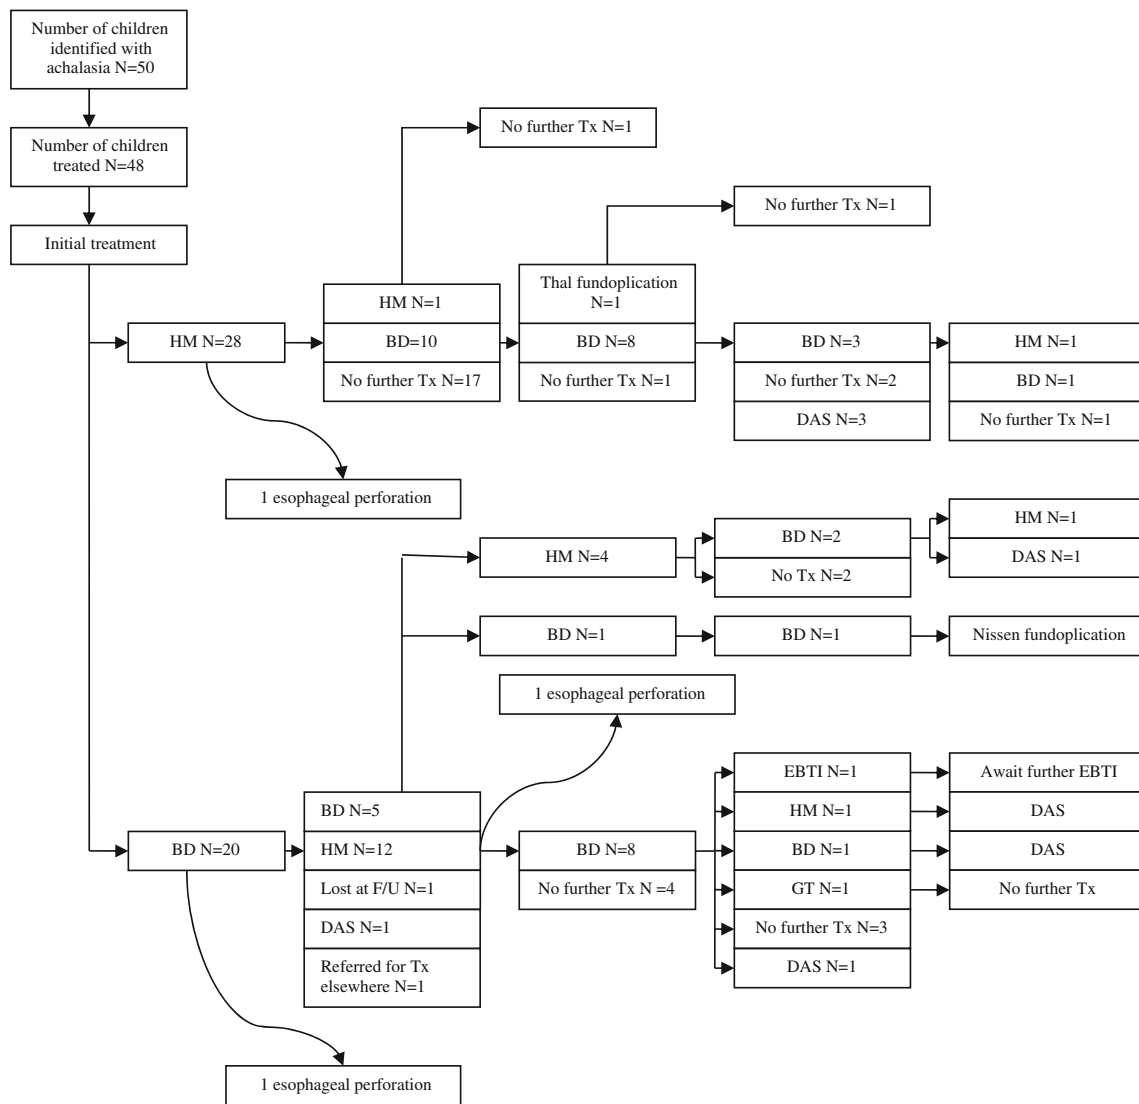 Number of children
identified with
achalasia N=50
Number of children
treated N=48
Initial treatment
No further Tx N=1
No further Tx N=1
HM N=28
HM N=1
BD=10
No further Tx N=17
Thal fundoplication
N=1
BD N=8
No further Tx N=1
BD N=3
No further Tx N=2
DAS N=3
HM N=1
BD N=1
No further Tx N=1
1 esophageal perforation
HM N=4
BD N=2
No Tx N=2
HM N=1
DAS N=1
BD N=1
BD N=1
Nissen fundoplication
1 esophageal perforation
BD N=20
BD N=5
HM N=12
Lost at F/U N=1
DAS N=1
Referred for Tx
elsewhere N=1
BD N=8
No further Tx N =4
EBTI N=1
HM N=1
BD N=1
GT N=1
No further Tx N=3
DAS N=1
Await further EBTI
DAS
DAS
No further Tx
1 esophageal perforation